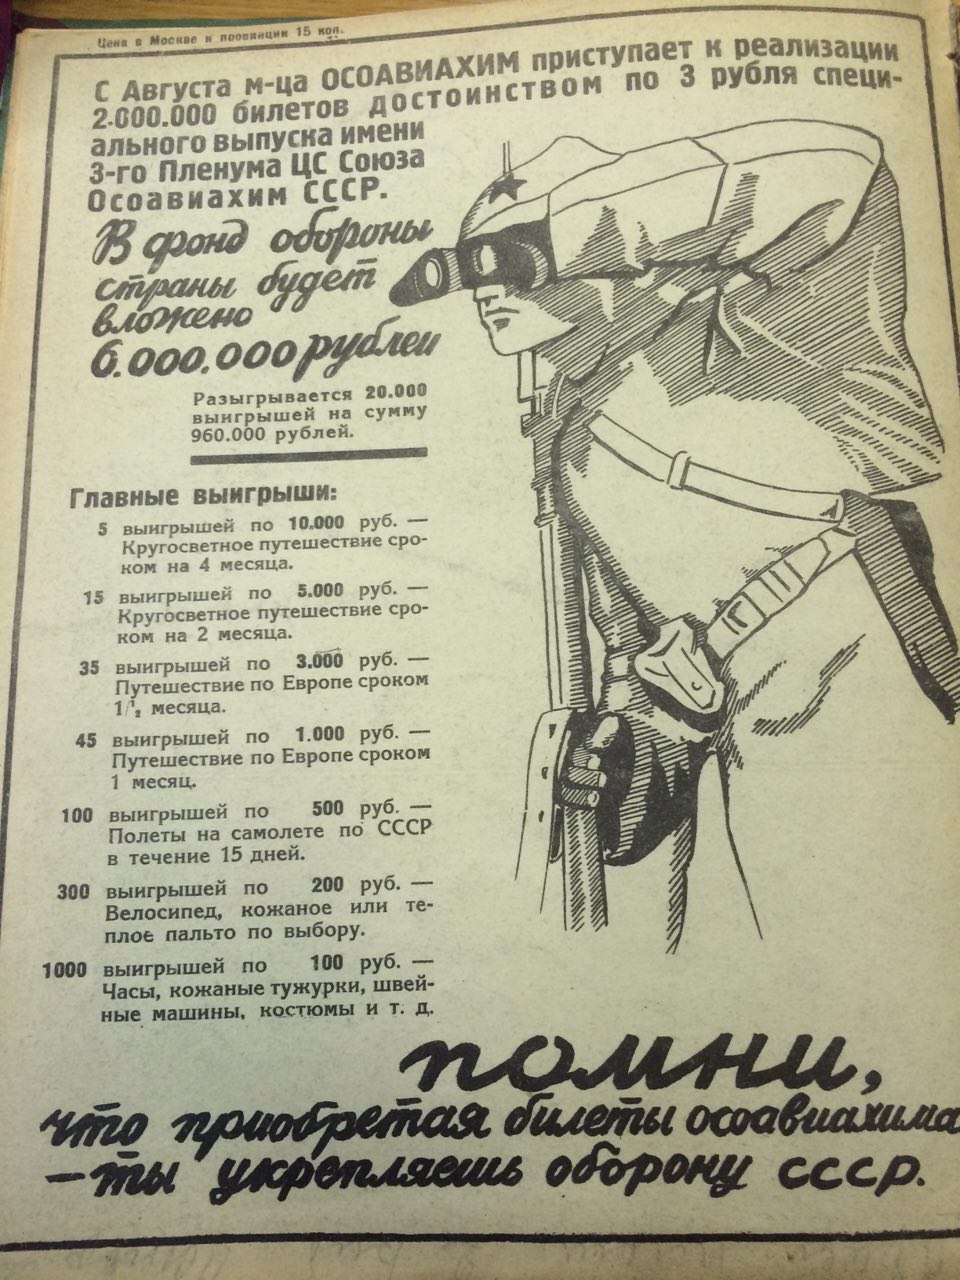 Цена в Москве и провинции 15 коп.
С Августа м-ца ОСОАВИАХИМ приступает к реализации
2.000.000 билетов достоинством по 3 рубля специ-
ального выпуска имени
3-го Пленума ЦС Союза
Осоавиахим СССР.
В фонд обороны
страны будет
вложено
6.000.000 рублей
Разыгрывается 20.000
выигрышей на сумму
960.000 рублей.
Главные выигрыши:
5 выигрышей по 10.000 руб. —
Кругосветное путешествие сро-
ком на 4 месяца.
15 выигрышей по 5.000 руб. —
Кругосветное путешествие сро-
ком на 2 месяца.
35 выигрышей по 3.000 руб. —
Путешествие по Европе сроком
1/½ месяца.
45 выигрышей по 1.000 руб. —
Путешествие по Европе сроком
1 месяц.
100 выигрышей по 500 руб. —
Полеты на самолете по СССР
в течение 15 дней.
300 выигрышей по 200 руб. —
Велосипед, кожаное или те-
плое пальто по выбору.
1000 выигрышей по 100 руб. —
Часы, кожаные тужурки, швей-
ные машины, костюмы и т. д.
помни,
что приобретая билеты осоавиахима
—ты укрепляешь оборону СССР.